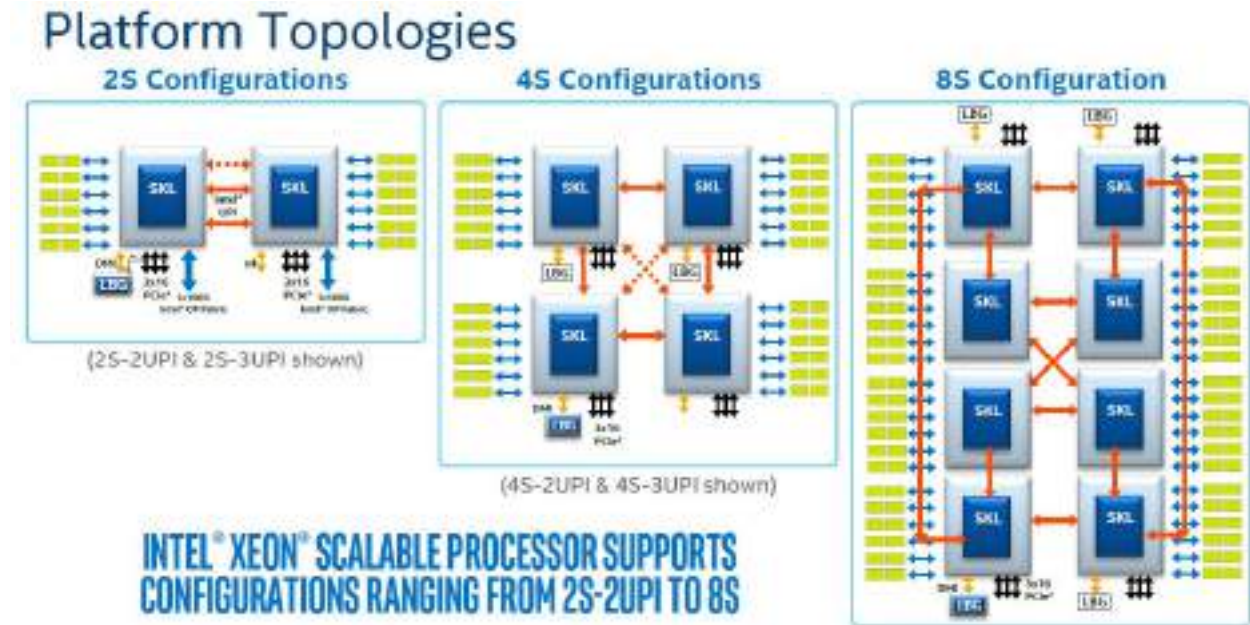 Platform Topologies
2S Configurations
4S Configurations
8S Configuration
SKL
SKL
Intel®
UPI
DMI
LBG
3x16
PCIe*
3x16
PCIe*
(2S-2UPI & 2S-3UPI shown)
SKL
SKL
LBG
LBG
SKL
SKL
DMI
LBG
3x16
PCIe*
(4S-2UPI & 4S-3UPI shown)
LBG
LBG
SKL
SKL
SKL
SKL
SKL
SKL
SKL
SKL
DMI
LBG
3x16
PCIe*
LBG
INTEL® XEON® SCALABLE PROCESSOR SUPPORTS
CONFIGURATIONS RANGING FROM 2S-2UPI TO 8S